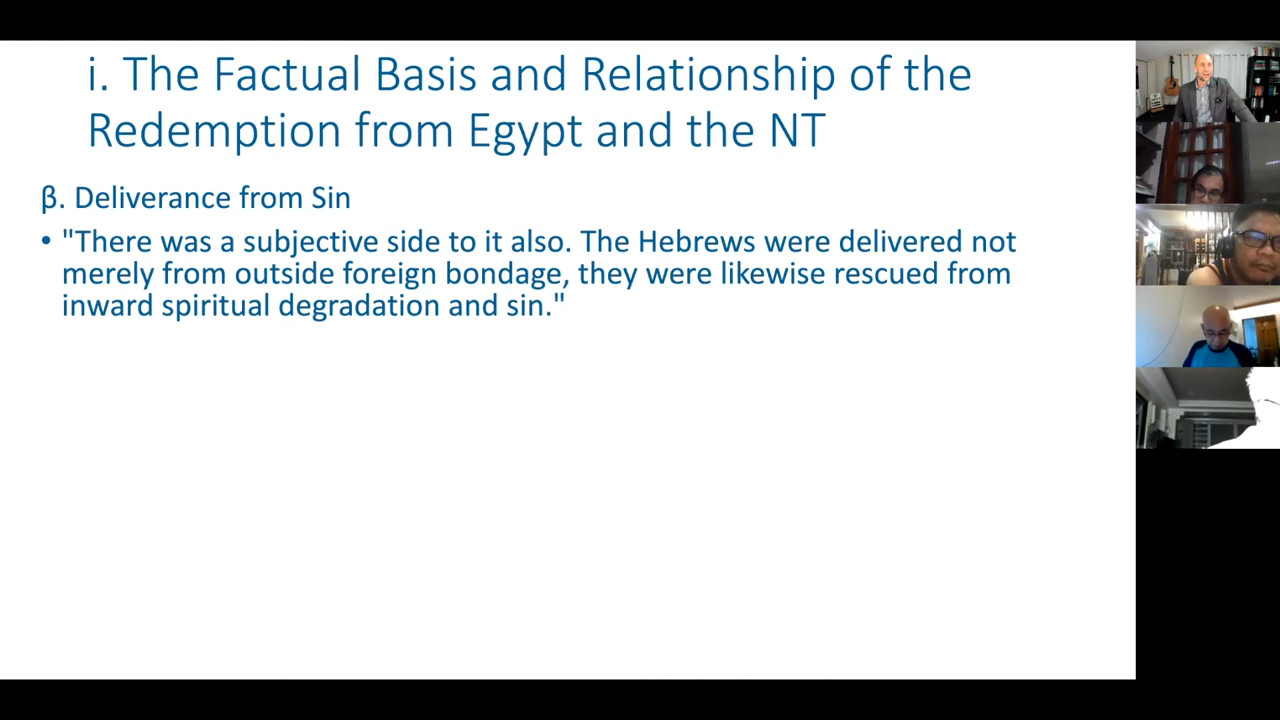 i. The Factual Basis and Relationship of the
Redemption from Egypt and the NT
β. Deliverance from Sin
• "There was a subjective side to it also. The Hebrews were delivered not
merely from outside foreign bondage, they were likewise rescued from
inward spiritual degradation and sin."